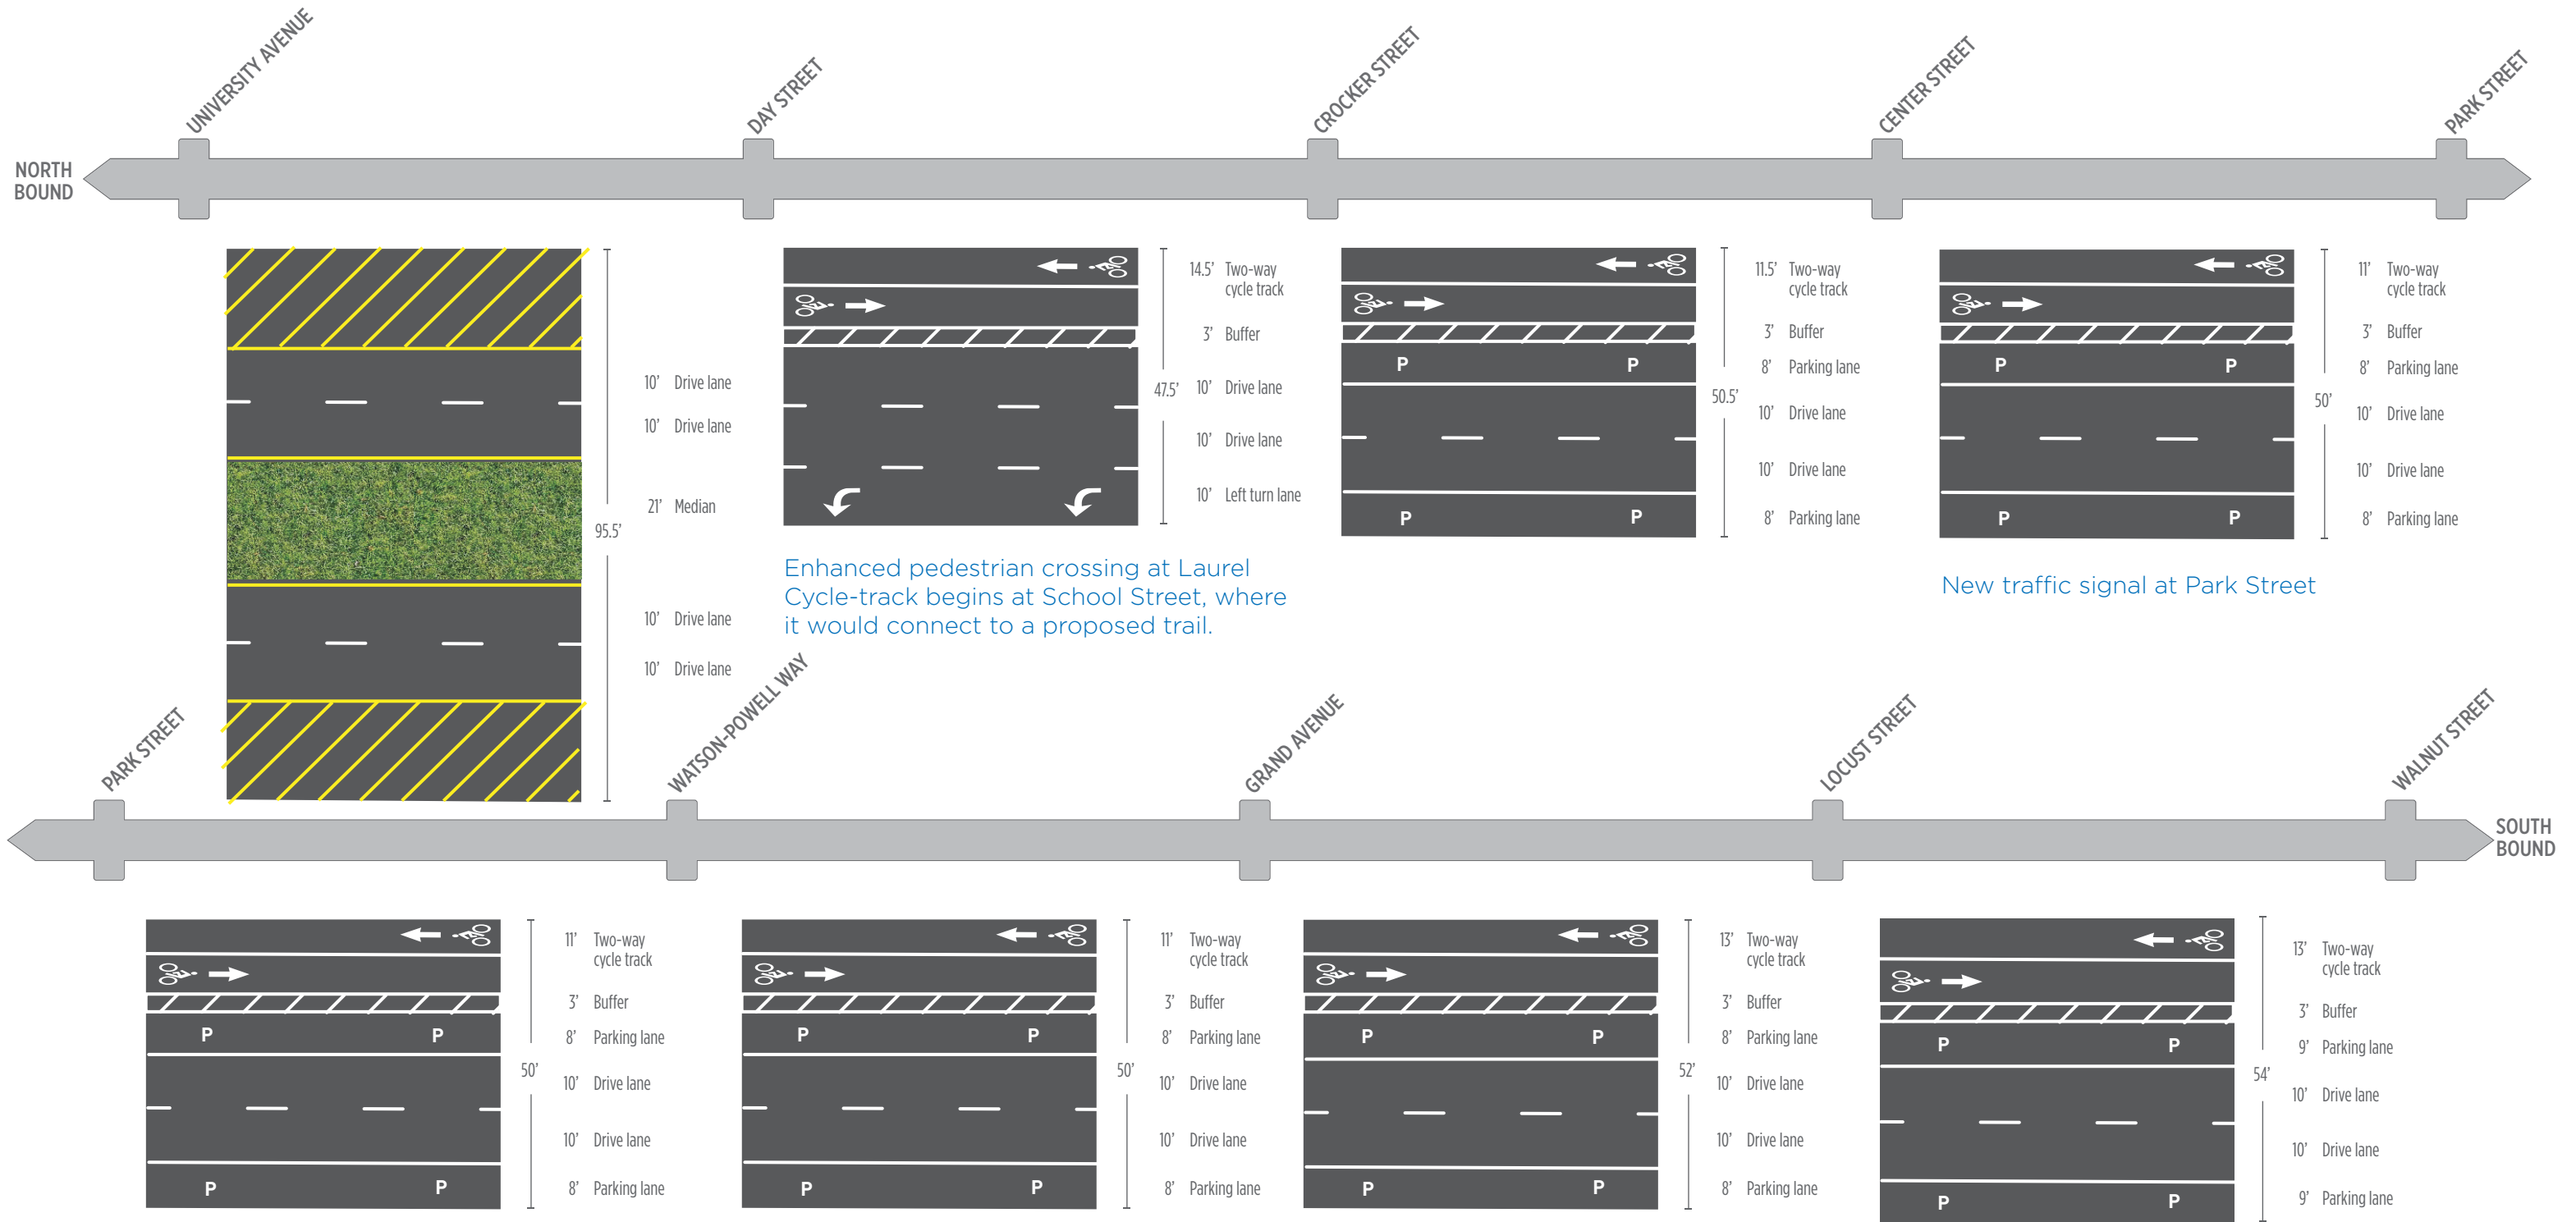 UNIVERSITY AVENUE
DAY STREET
CROCKER STREET
CENTER STREET
PARK STREET
NORTH
BOUND
10’ Drive lane
10’ Drive lane
21’ Median
95.5’
10’ Drive lane
10’ Drive lane
14.5’ Two-way
cycle track
3’ Buffer
47.5’
10’ Drive lane
10’ Drive lane
10’ Left turn lane
Enhanced pedestrian crossing at Laurel
Cycle-track begins at School Street, where
it would connect to a proposed trail.
P P
P P
11.5’ Two-way
cycle track
3’ Buffer
8’ Parking lane
50.5’
10’ Drive lane
10’ Drive lane
8’ Parking lane
P P
P P
11’ Two-way
cycle track
3’ Buffer
8’ Parking lane
50’
10’ Drive lane
10’ Drive lane
8’ Parking lane
New traffic signal at Park Street
PARK STREET
WATSON-POWELL WAY
GRAND AVENUE
LOCUST STREET
WALNUT STREET
SOUTH
BOUND
P P
P P
11’ Two-way
cycle track
3’ Buffer
8’ Parking lane
50’
10’ Drive lane
10’ Drive lane
8’ Parking lane
P P
P P
11’ Two-way
cycle track
3’ Buffer
8’ Parking lane
50’
10’ Drive lane
10’ Drive lane
8’ Parking lane
P P
P P
13’ Two-way
cycle track
3’ Buffer
8’ Parking lane
52’
10’ Drive lane
10’ Drive lane
8’ Parking lane
P P
P P
13’ Two-way
cycle track
3’ Buffer
9’ Parking lane
54’
10’ Drive lane
10’ Drive lane
9’ Parking lane